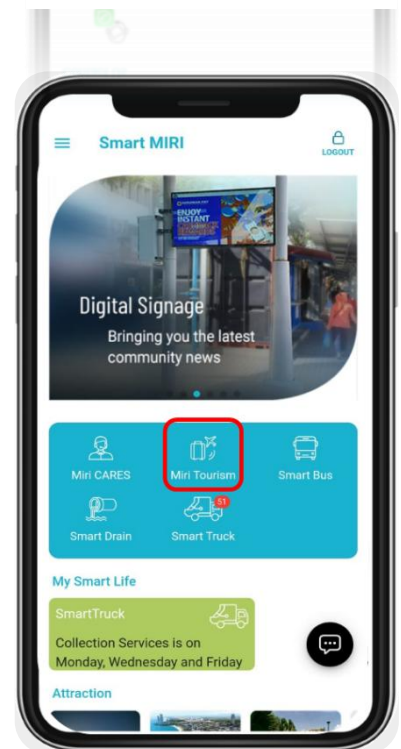 Smart MIRI
LOGOUT
ENJOY
INSTANT
Digital Signage
Bringing you the latest
community news
Miri CARES
Miri Tourism
Smart Bus
Smart Drain
51
Smart Truck
My Smart Life
SmartTruck
Collection Services is on
Monday, Wednesday and Friday
Attraction